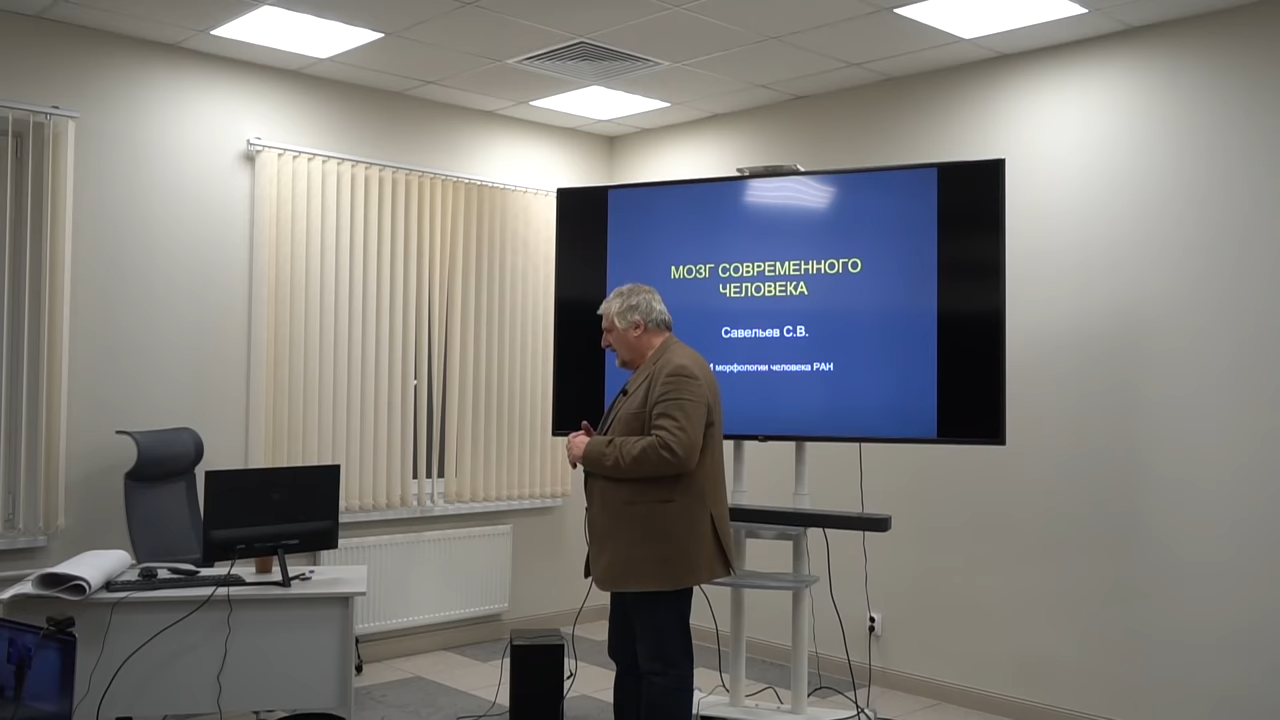 МОЗГ СОВРЕМЕННОГО
ЧЕЛОВЕКА
Савельев С.В.
морфологии человека РАН